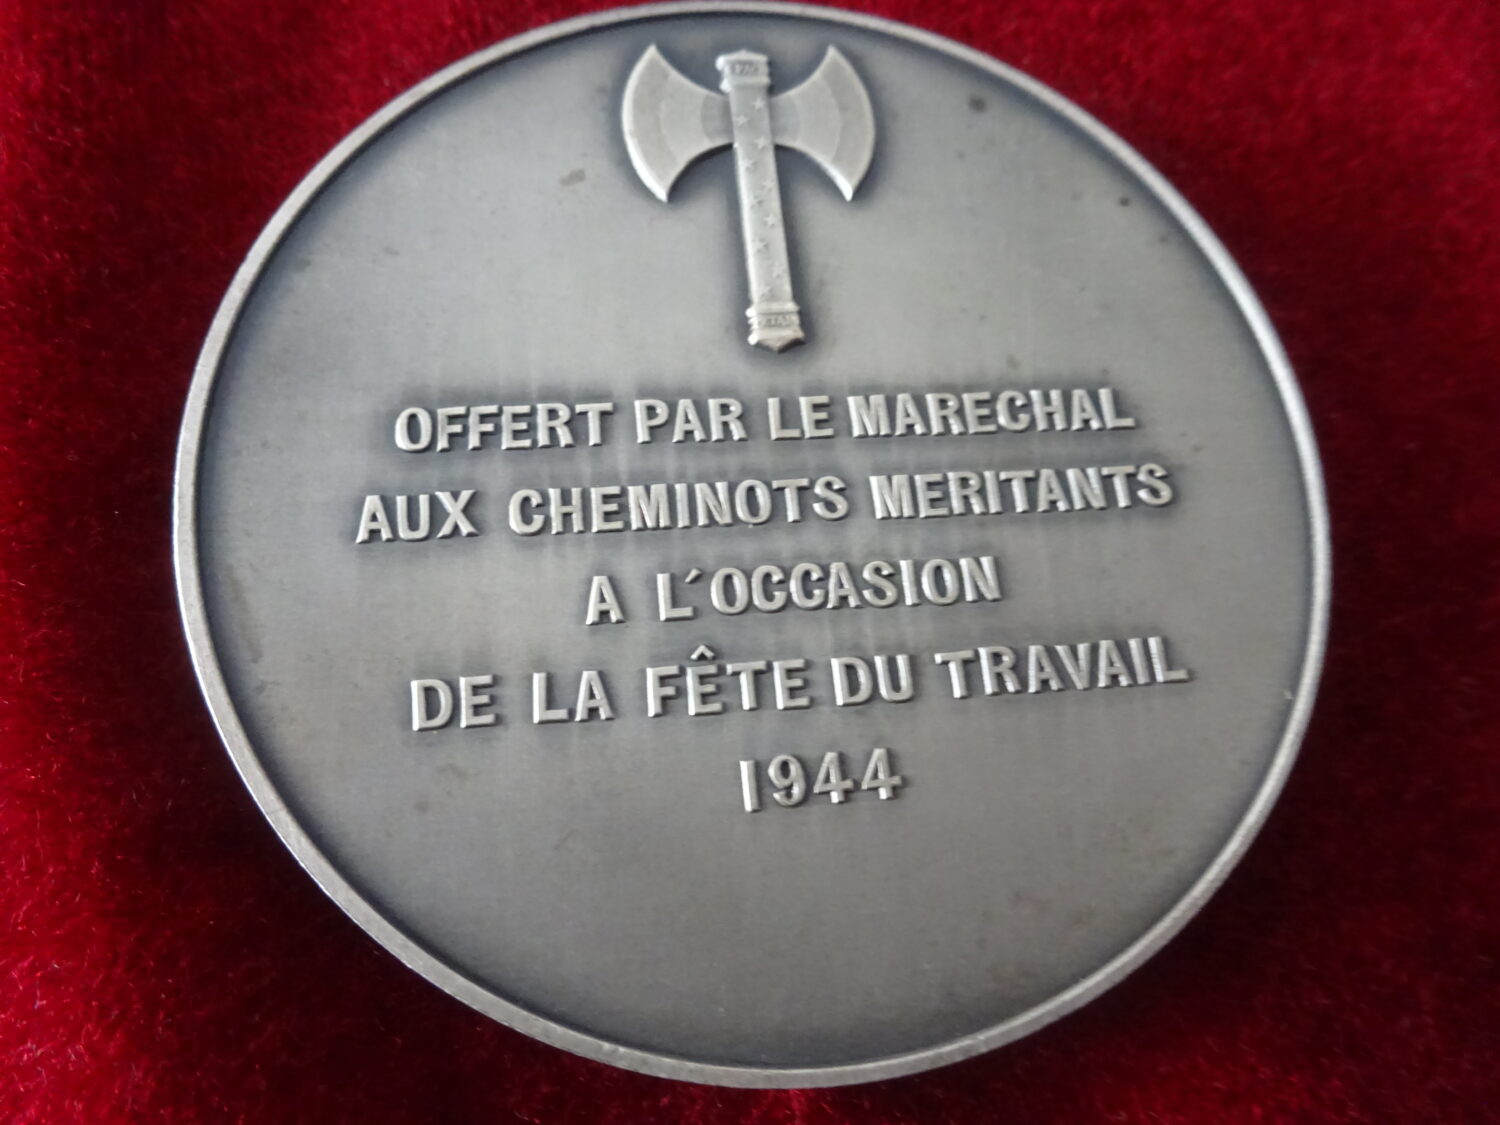 OFFERT PAR LE MARECHAL
AUX CHEMINOTS MERITANTS
A L'OCCASION
DE LA FÊTE DU TRAVAIL
1944